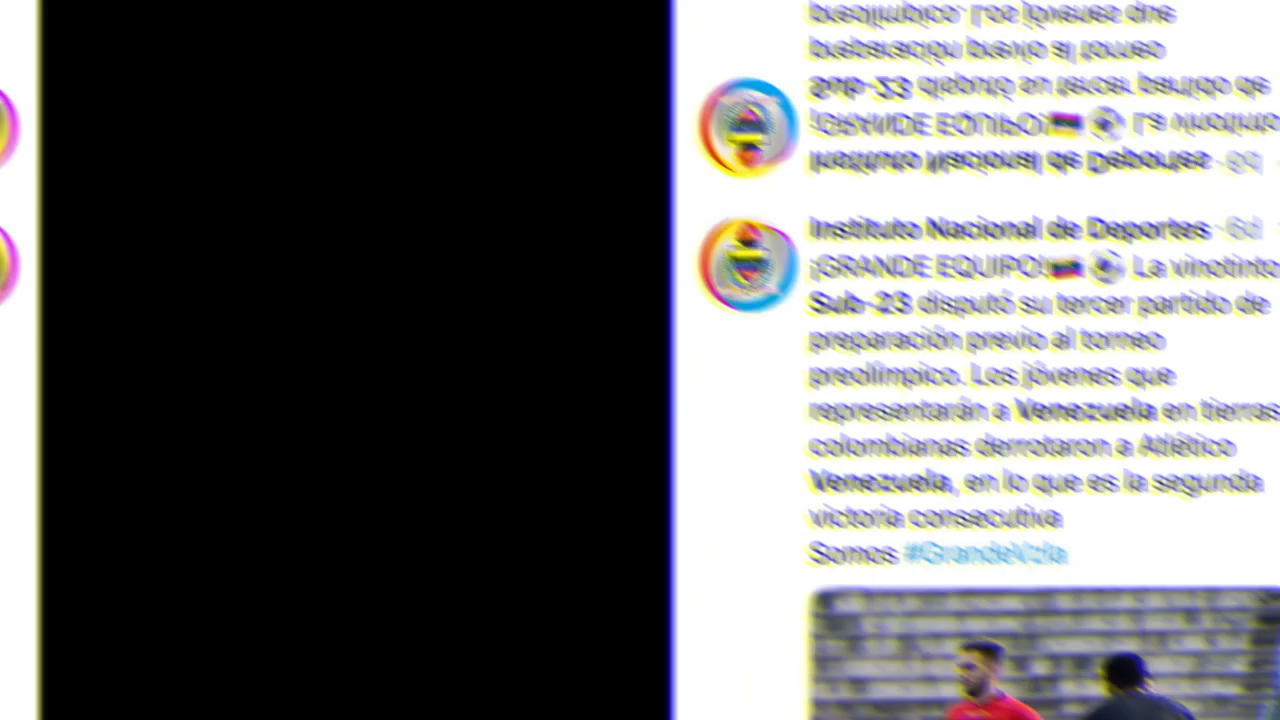 Instituto Nacional de Deportes · 6d
¡GRANDE EQUIPO! La vinotinto
Sub-23 disputó su tercer partido de
preparación previo al torneo
preolímpico. Los jóvenes que
representarán a Venezuela en tierras
colombianas derrotaron a Atlético
Venezuela, en lo que es la segunda
victoria consecutiva
Somos #GrandeVzla